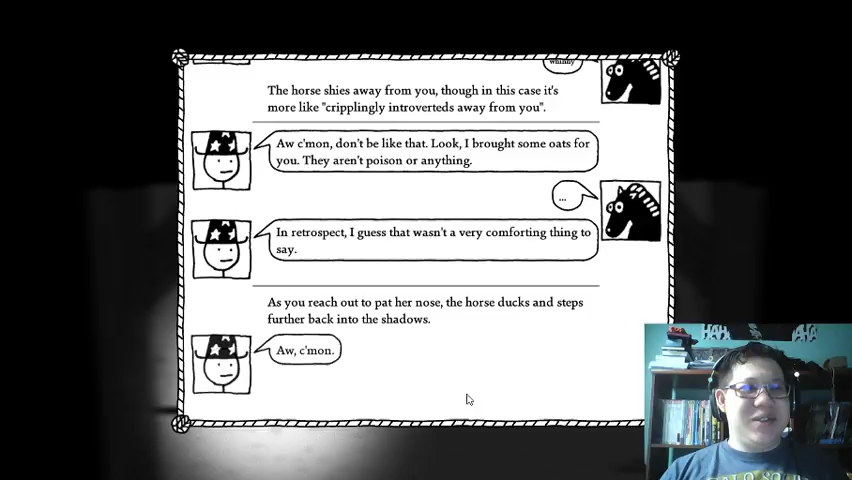 whinny
The horse shies away from you, though in this case it's
more like "cripplingly introverteds away from you".
Aw c'mon, don't be like that. Look, I brought some oats for
you. They aren't poison or anything.
...
In retrospect, I guess that wasn't a very comforting thing to
say.
As you reach out to pat her nose, the horse ducks and steps
further back into the shadows.
Aw, c'mon.